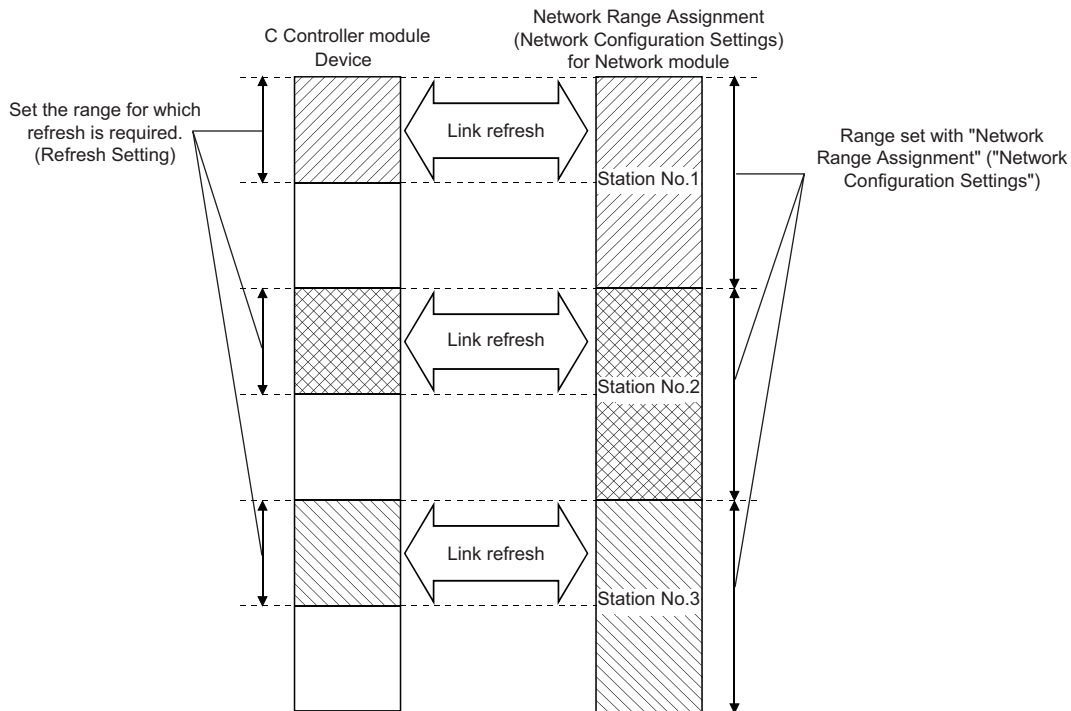 C Controller module
Device
Network Range Assignment
(Network Configuration Settings)
for Network module
Set the range for which
refresh is required.
(Refresh Setting)
Link refresh
Station No.1
Range set with "Network
Range Assignment" ("Network
Configuration Settings")
Link refresh
Station No.2
Link refresh
Station No.3